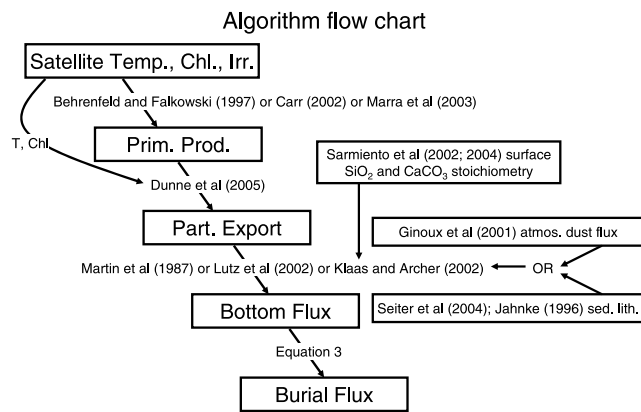 Algorithm flow chart
Satellite Temp., Chl., Irr.
Behrenfeld and Falkowski (1997) or Carr (2002) or Marra et al (2003)
T, Chl
Prim. Prod.
Sarmiento et al (2002; 2004) surface
SiO₂ and CaCO₃ stoichiometry
Dunne et al (2005)
Part. Export
Ginoux et al (2001) atmos. dust flux
Martin et al (1987) or Lutz et al (2002) or Klaas and Archer (2002)
OR
Bottom Flux
Seiter et al (2004); Jahnke (1996) sed. lith.
Equation 3
Burial Flux